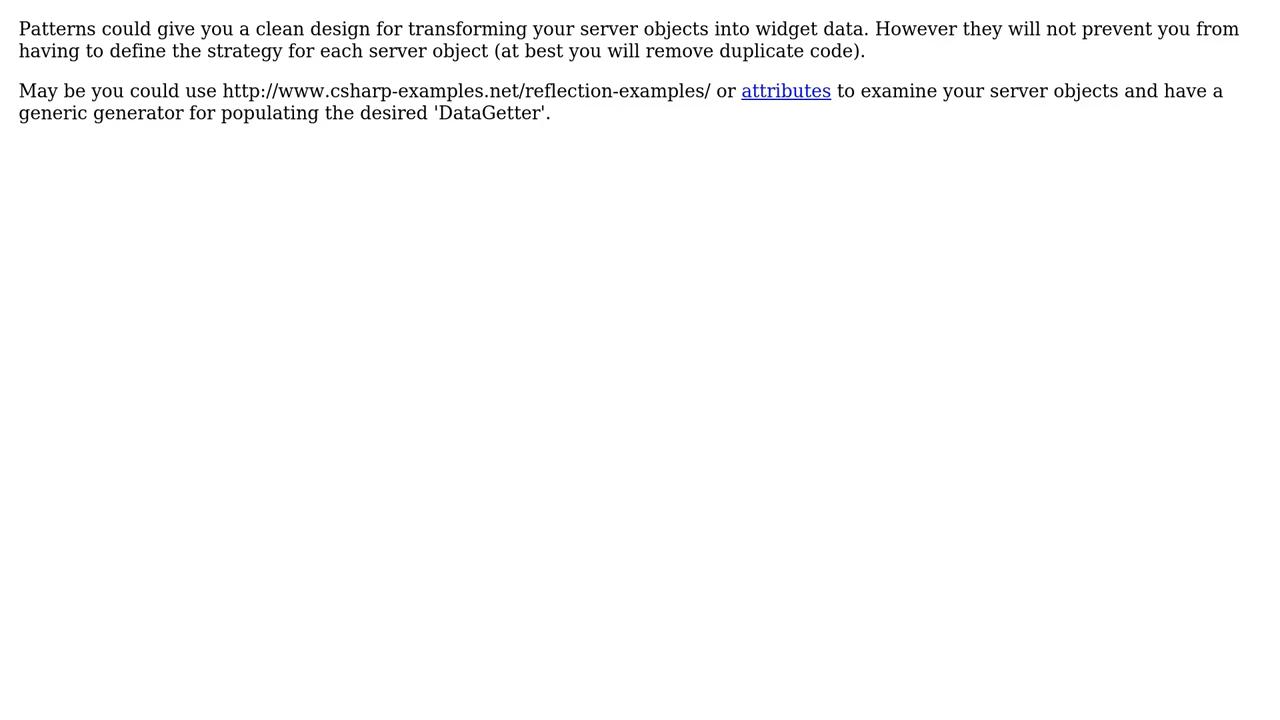 Patterns could give you a clean design for transforming your server objects into widget data. However they will not prevent you from
having to define the strategy for each server object (at best you will remove duplicate code).
May be you could use http://www.csharp-examples.net/reflection-examples/ or attributes to examine your server objects and have a
generic generator for populating the desired 'DataGetter'.